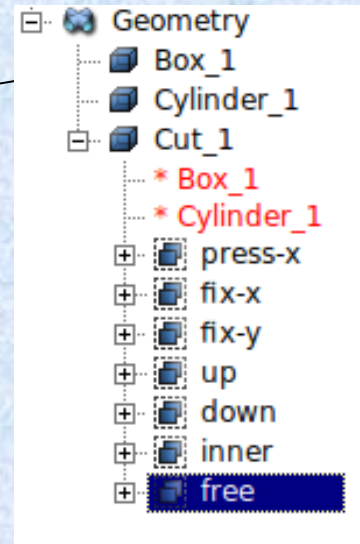 Geometry
Box_1
Cylinder_1
Cut_1
* Box_1
* Cylinder_1
press-x
fix-x
fix-y
up
down
inner
free